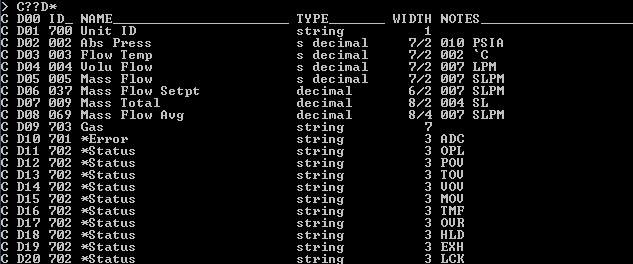 > C??D*
C D00 ID_ NAME______________________ TYPE_______ WIDTH NOTES___________________
C D01 700 Unit ID                    string          1
C D02 002 Abs Press                  s decimal     7/2 010 PSIA
C D03 003 Flow Temp                  s decimal     7/2 002 `C
C D04 004 Volu Flow                  s decimal     7/2 007 LPM
C D05 005 Mass Flow                  s decimal     7/2 007 SLPM
C D06 037 Mass Flow Setpt            decimal       6/2 007 SLPM
C D07 009 Mass Total                 decimal       8/2 004 SL
C D08 069 Mass Flow Avg              decimal       8/4 007 SLPM
C D09 703 Gas                        string          7
C D10 701 *Error                     string          3 ADC
C D11 702 *Status                    string          3 OPL
C D12 702 *Status                    string          3 POV
C D13 702 *Status                    string          3 TOV
C D14 702 *Status                    string          3 VOV
C D15 702 *Status                    string          3 MOV
C D16 702 *Status                    string          3 TMF
C D17 702 *Status                    string          3 OVR
C D18 702 *Status                    string          3 HLD
C D19 702 *Status                    string          3 EXH
C D20 702 *Status                    string          3 LCK